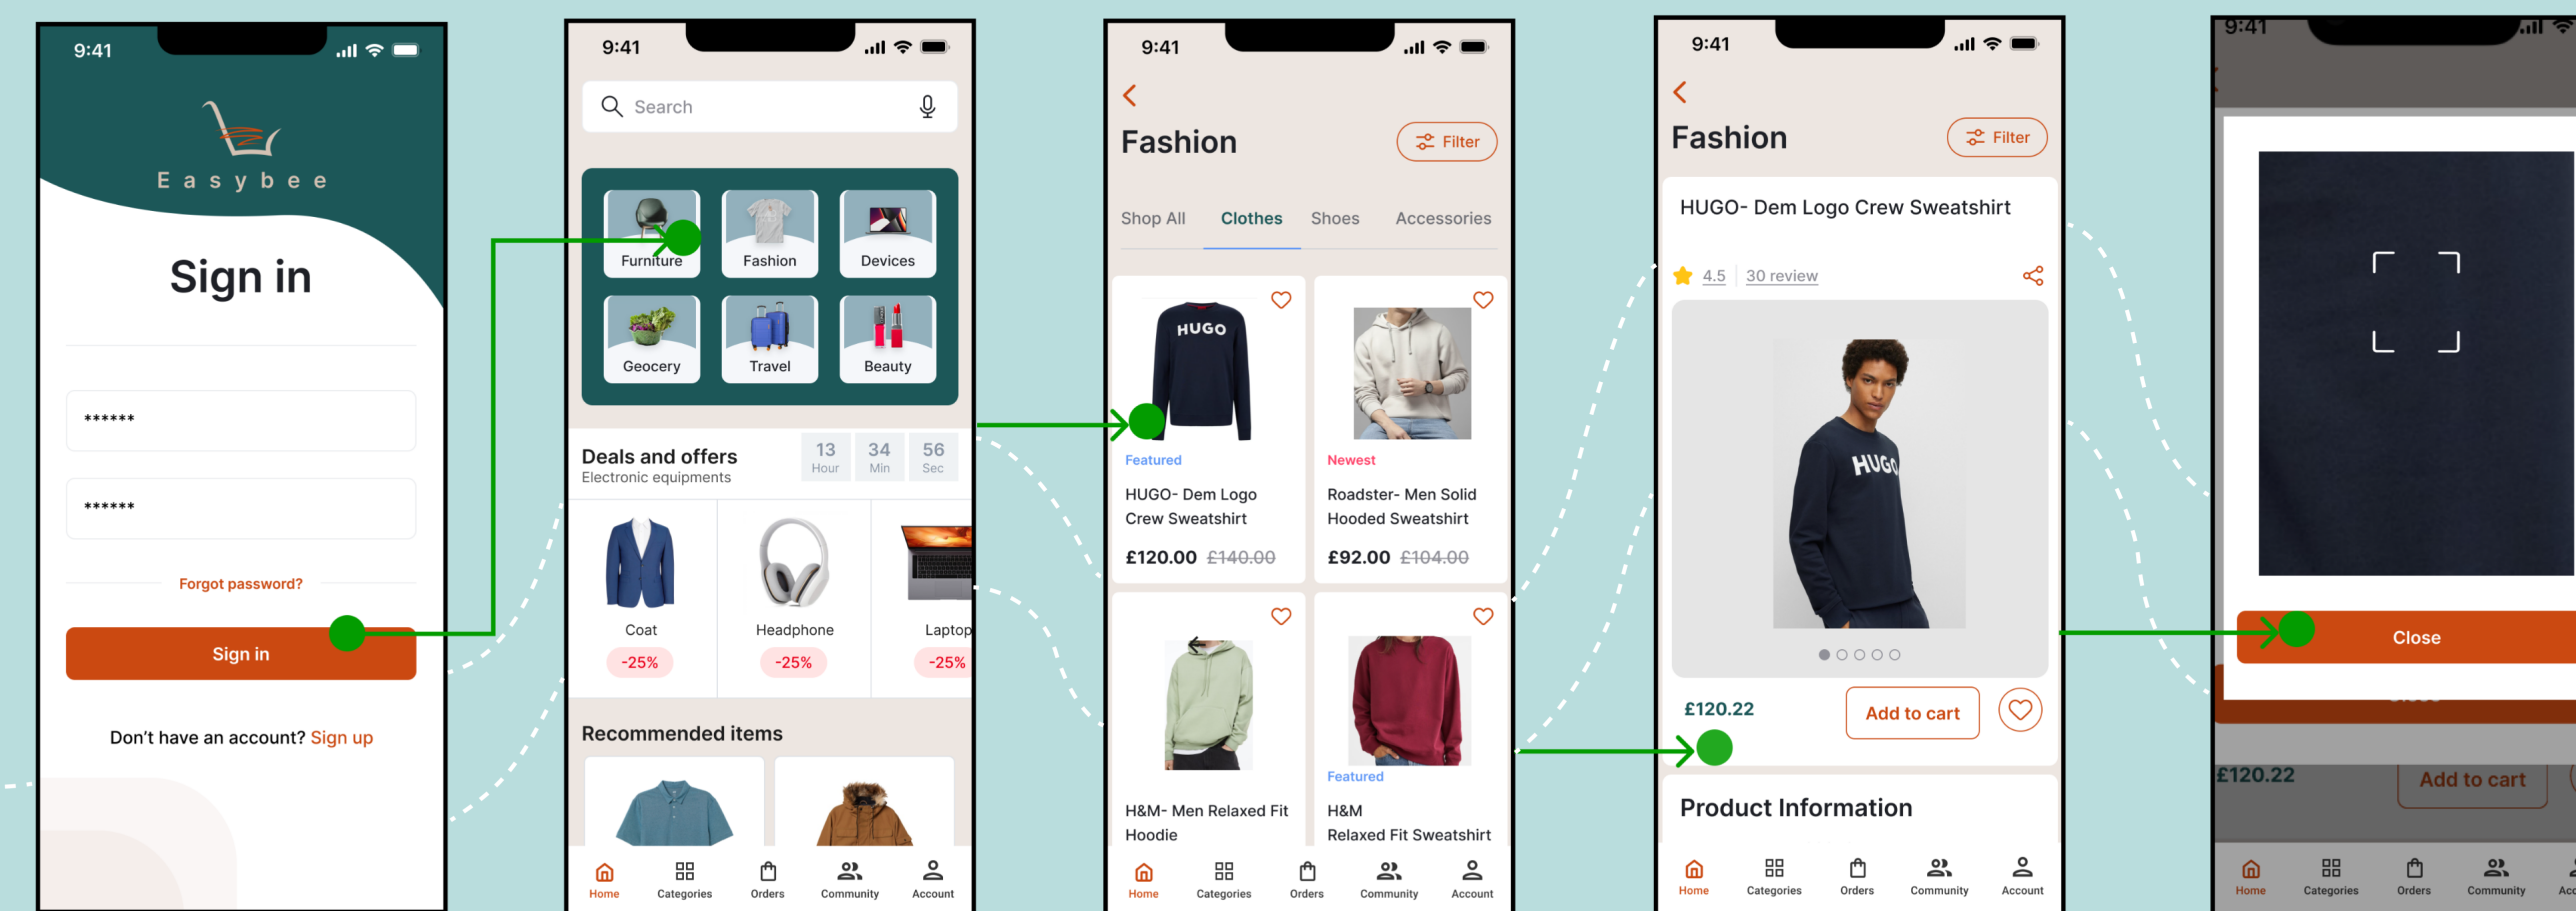 9:41
Easybee
Sign in
******
******
Forgot password?
Sign in
Don't have an account? Sign up
9:41
Search
Furniture
Fashion
Devices
Geocery
Travel
Beauty
Deals and offers
Electronic equipments
13 34 56
Hour Min Sec
Coat
Headphone
Laptop
-25%
-25%
-25%
Recommended items
Home
Categories
Orders
Community
Account
9:41
Fashion
Filter
Shop All
Clothes
Shoes
Accessories
HUGO
Featured
HUGO- Dem Logo
Crew Sweatshirt
£120.00 £140.00
Newest
Roadster- Men Solid
Hooded Sweatshirt
£92.00 £104.00
H&M- Men Relaxed Fit
Hoodie
Featured
H&M
Relaxed Fit Sweatshirt
Home
Categories
Orders
Community
Account
9:41
Fashion
Filter
HUGO- Dem Logo Crew Sweatshirt
4.5
30 review
HUGO
£120.22
Add to cart
Product Information
Home
Categories
Orders
Community
Account
9:41
Close
£120.22
Add to cart
Home
Categories
Orders
Community